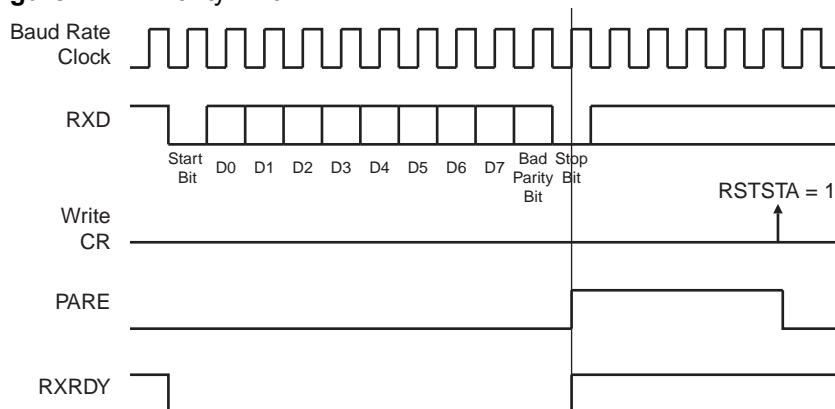 Baud Rate
Clock
RXD
Start
Bit
D0 D1 D2 D3 D4 D5 D6 D7
Bad
Parity
Bit
Stop
Bit
RSTSTA = 1
Write
CR
PARE
RXRDY